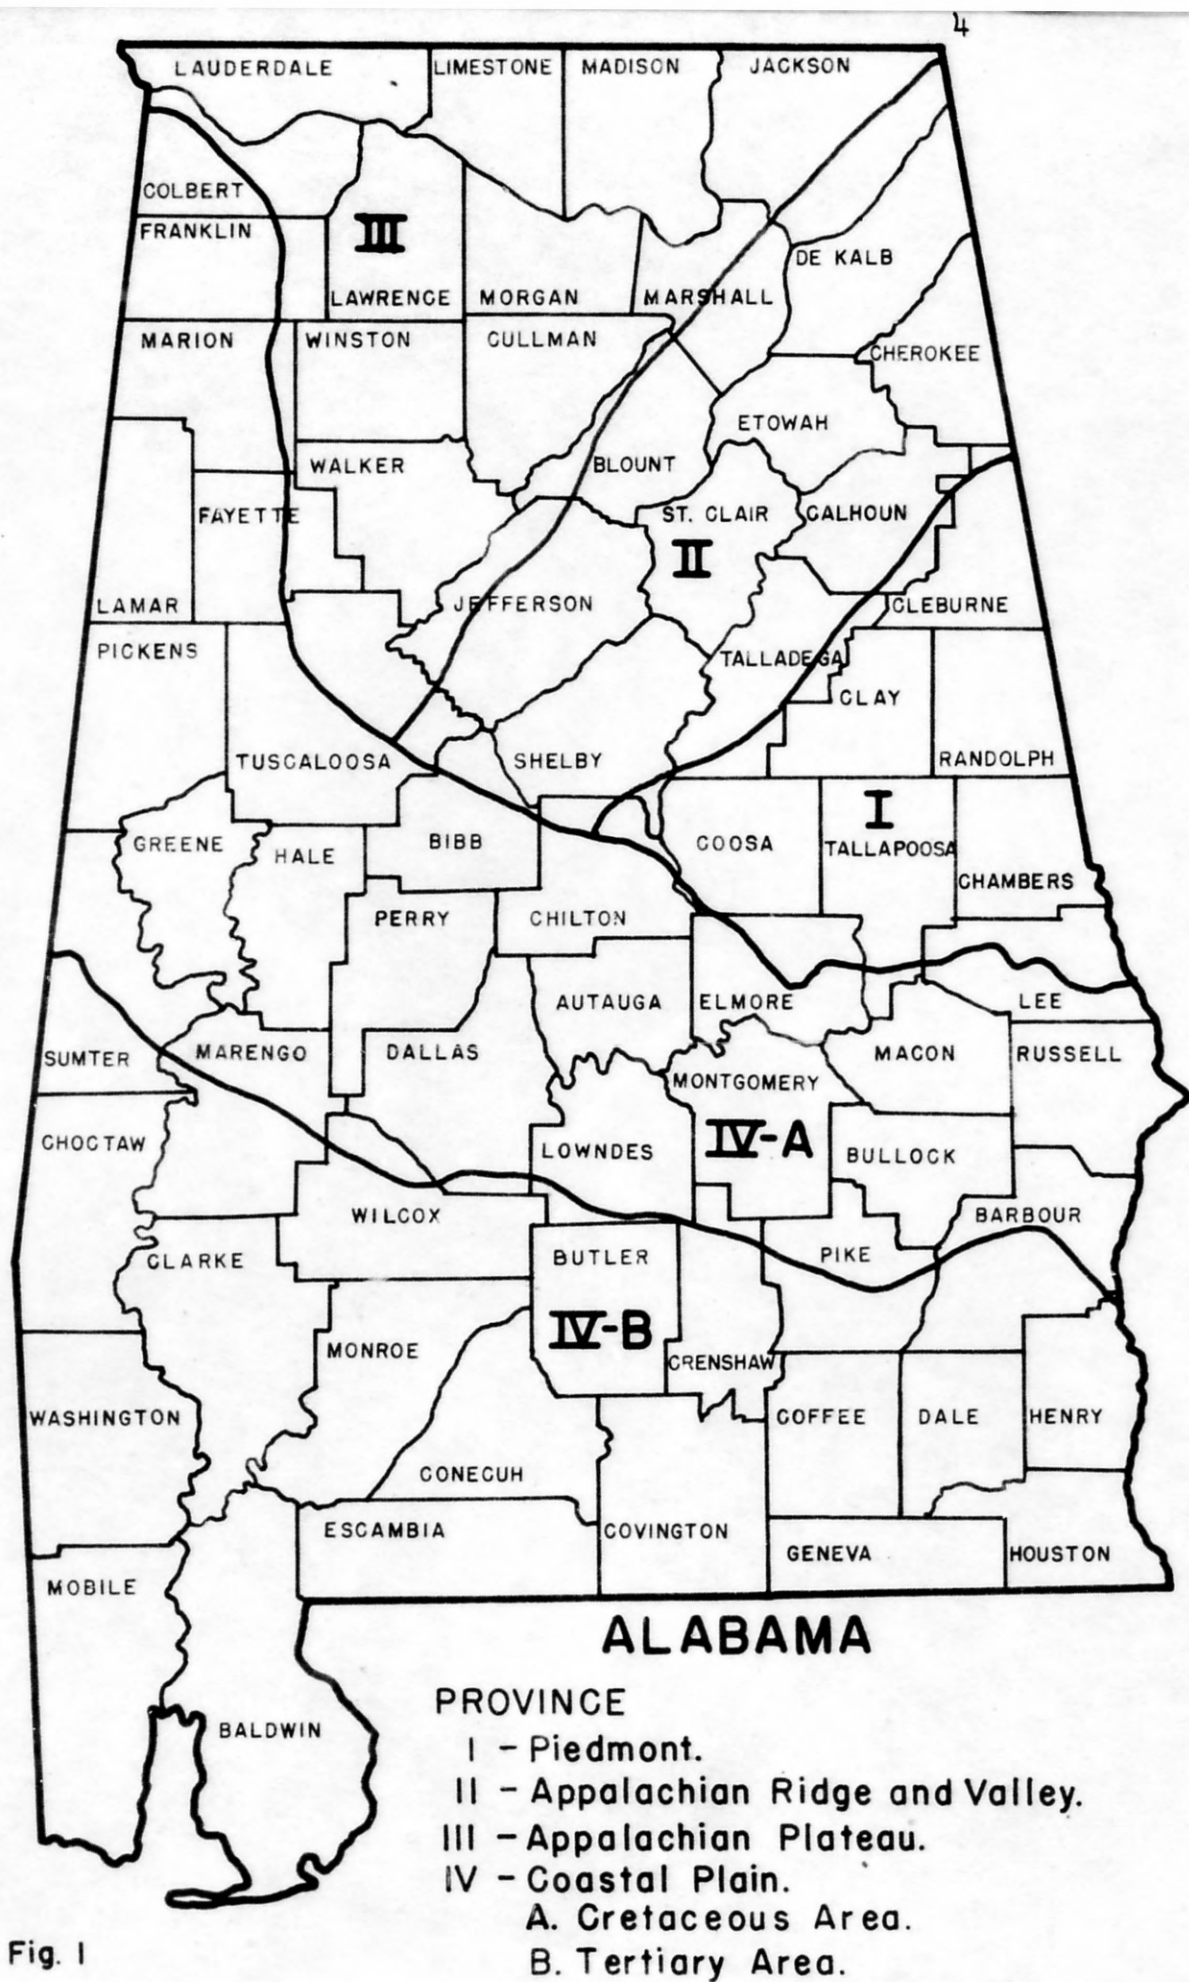 4
LAUDERDALE
LIMESTONE
MADISON
JACKSON
COLBERT
FRANKLIN
III
LAWRENCE
MORGAN
MARSHALL
DE KALB
MARION
WINSTON
CULLMAN
CHEROKEE
ETOWAH
WALKER
BLOUNT
FAYETTE
ST. CLAIR
CALHOUN
II
LAMAR
JEFFERSON
CLEBURNE
PICKENS
TALLADEGA
CLAY
TUSCALOOSA
SHELBY
RANDOLPH
I
GREENE
HALE
BIBB
COOSA
TALLAPOOSA
CHAMBERS
PERRY
CHILTON
AUTAUGA
ELMORE
LEE
SUMTER
MARENGO
DALLAS
MACON
RUSSELL
MONTGOMERY
CHOCTAW
LOWNDES
IV-A
BULLOCK
WILCOX
BARBOUR
CLARKE
BUTLER
PIKE
IV-B
MONROE
CRENSHAW
WASHINGTON
COFFEE
DALE
HENRY
CONECUH
ESCAMBIA
COVINGTON
GENEVA
HOUSTON
MOBILE
BALDWIN
ALABAMA
PROVINCE
I - Piedmont.
II - Appalachian Ridge and Valley.
III - Appalachian Plateau.
IV - Coastal Plain.
A. Cretaceous Area.
B. Tertiary Area.
Fig. 1